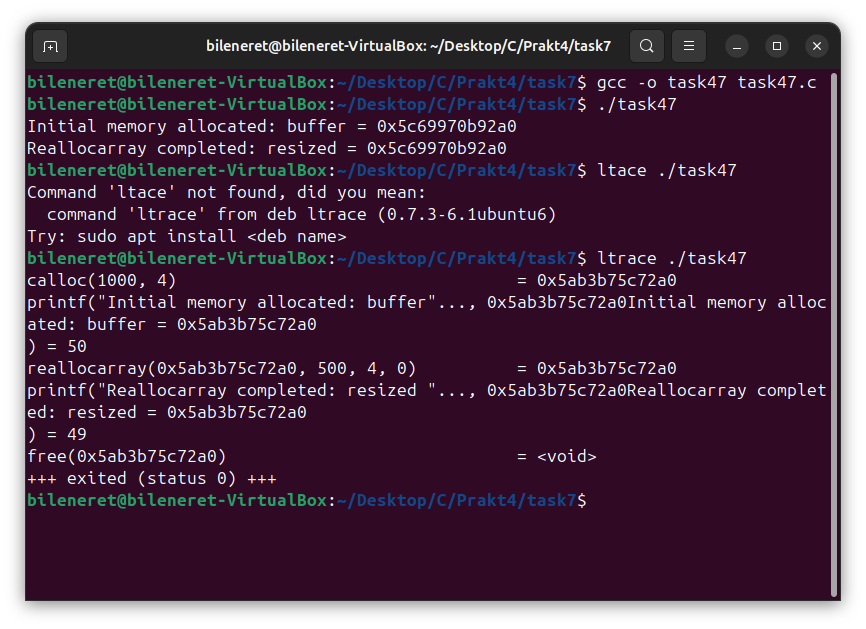 bileneret@bileneret-VirtualBox: ~/Desktop/C/Prakt4/task7
bileneret@bileneret-VirtualBox:~/Desktop/C/Prakt4/task7$ gcc -o task47 task47.c
bileneret@bileneret-VirtualBox:~/Desktop/C/Prakt4/task7$ ./task47
Initial memory allocated: buffer = 0x5c69970b92a0
Reallocarray completed: resized = 0x5c69970b92a0
bileneret@bileneret-VirtualBox:~/Desktop/C/Prakt4/task7$ ltace ./task47
Command 'ltace' not found, did you mean:
  command 'ltrace' from deb ltrace (0.7.3-6.1ubuntu6)
Try: sudo apt install <deb name>
bileneret@bileneret-VirtualBox:~/Desktop/C/Prakt4/task7$ ltrace ./task47
calloc(1000, 4)                                  = 0x5ab3b75c72a0
printf("Initial memory allocated: buffer"..., 0x5ab3b75c72a0Initial memory alloc
ated: buffer = 0x5ab3b75c72a0
) = 50
reallocarray(0x5ab3b75c72a0, 500, 4, 0)          = 0x5ab3b75c72a0
printf("Reallocarray completed: resized "..., 0x5ab3b75c72a0Reallocarray complet
ed: resized = 0x5ab3b75c72a0
) = 49
free(0x5ab3b75c72a0)                             = <void>
+++ exited (status 0) +++
bileneret@bileneret-VirtualBox:~/Desktop/C/Prakt4/task7$